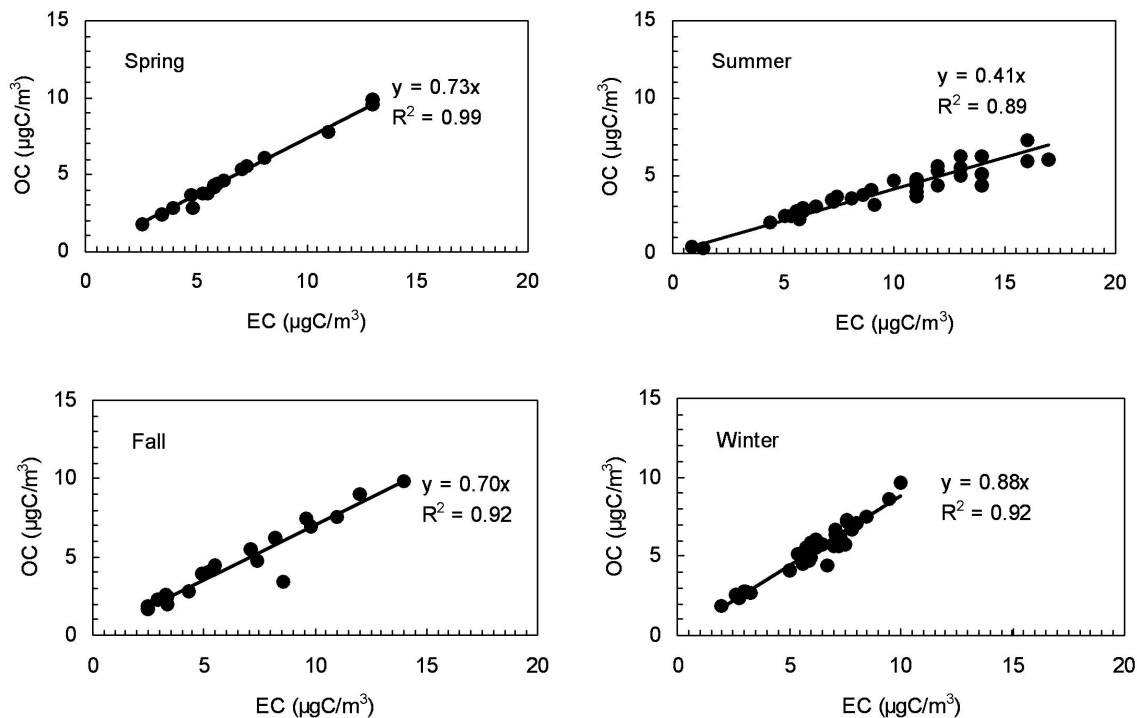 15
10
5
0
OC (µgC/m³)
Spring
y = 0.73x
R² = 0.99
0 5 10 15 20
EC (µgC/m³)
15
10
5
0
OC (µgC/m³)
Summer
y = 0.41x
R² = 0.89
0 5 10 15 20
EC (µgC/m³)
15
10
5
0
OC (µgC/m³)
Fall
y = 0.70x
R² = 0.92
0 5 10 15 20
EC (µgC/m³)
15
10
5
0
OC (µgC/m³)
Winter
y = 0.88x
R² = 0.92
0 5 10 15 20
EC (µgC/m³)